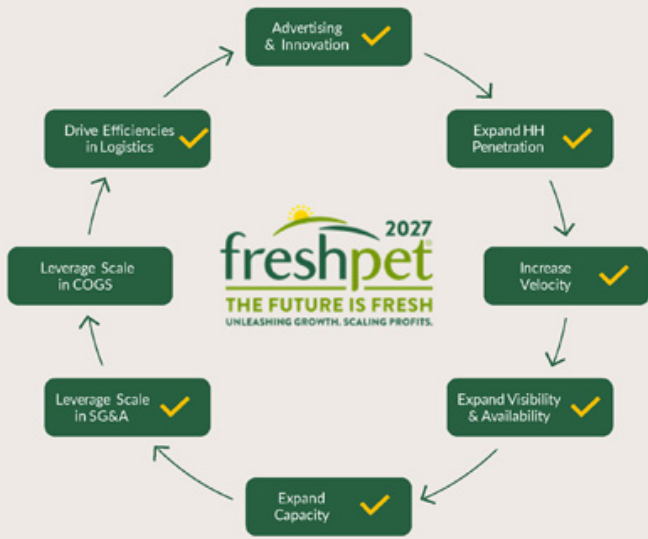 Advertising
& Innovation
Expand HH
Penetration
Increase
Velocity
Expand Visibility
& Availability
Expand
Capacity
Leverage Scale
in SG&A
Leverage Scale
in COGS
Drive Efficiencies
in Logistics
2027
freshpet®
THE FUTURE IS FRESH
UNLEASHING GROWTH. SCALING PROFITS.